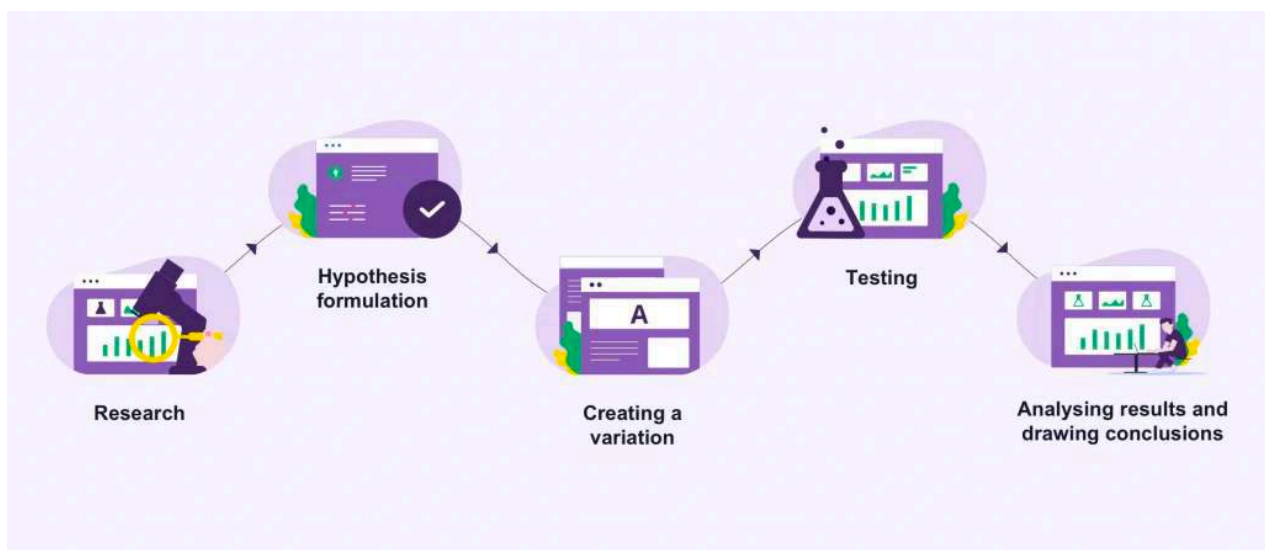 Research
Hypothesis
formulation
A
Creating a
variation
Testing
Analysing results and
drawing conclusions